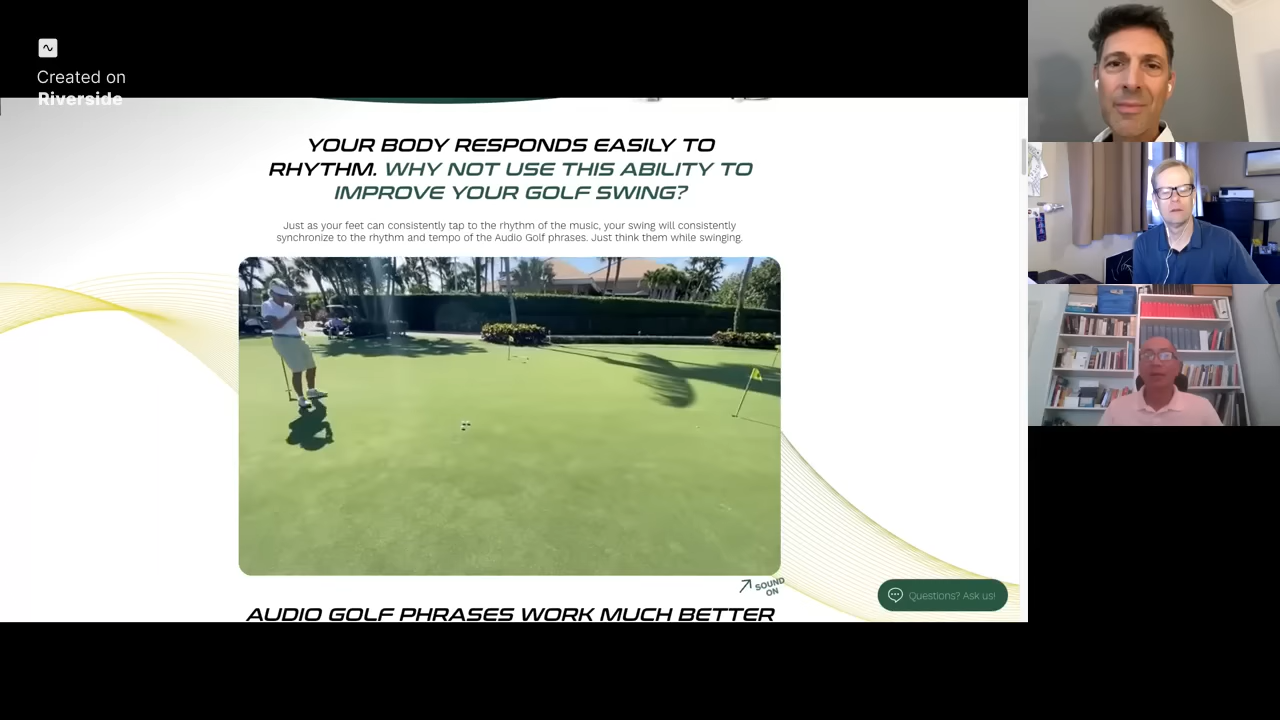 Created on
Riverside
YOUR BODY RESPONDS EASILY TO
RHYTHM. WHY NOT USE THIS ABILITY TO
IMPROVE YOUR GOLF SWING?
Just as your feet can consistently tap to the rhythm of the music, your swing will consistently
synchronize to the rhythm and tempo of the Audio Golf phrases. Just think them while swinging.
SOUND
ON
Questions? Ask us!
AUDIO GOLF PHRASES WORK MUCH BETTER